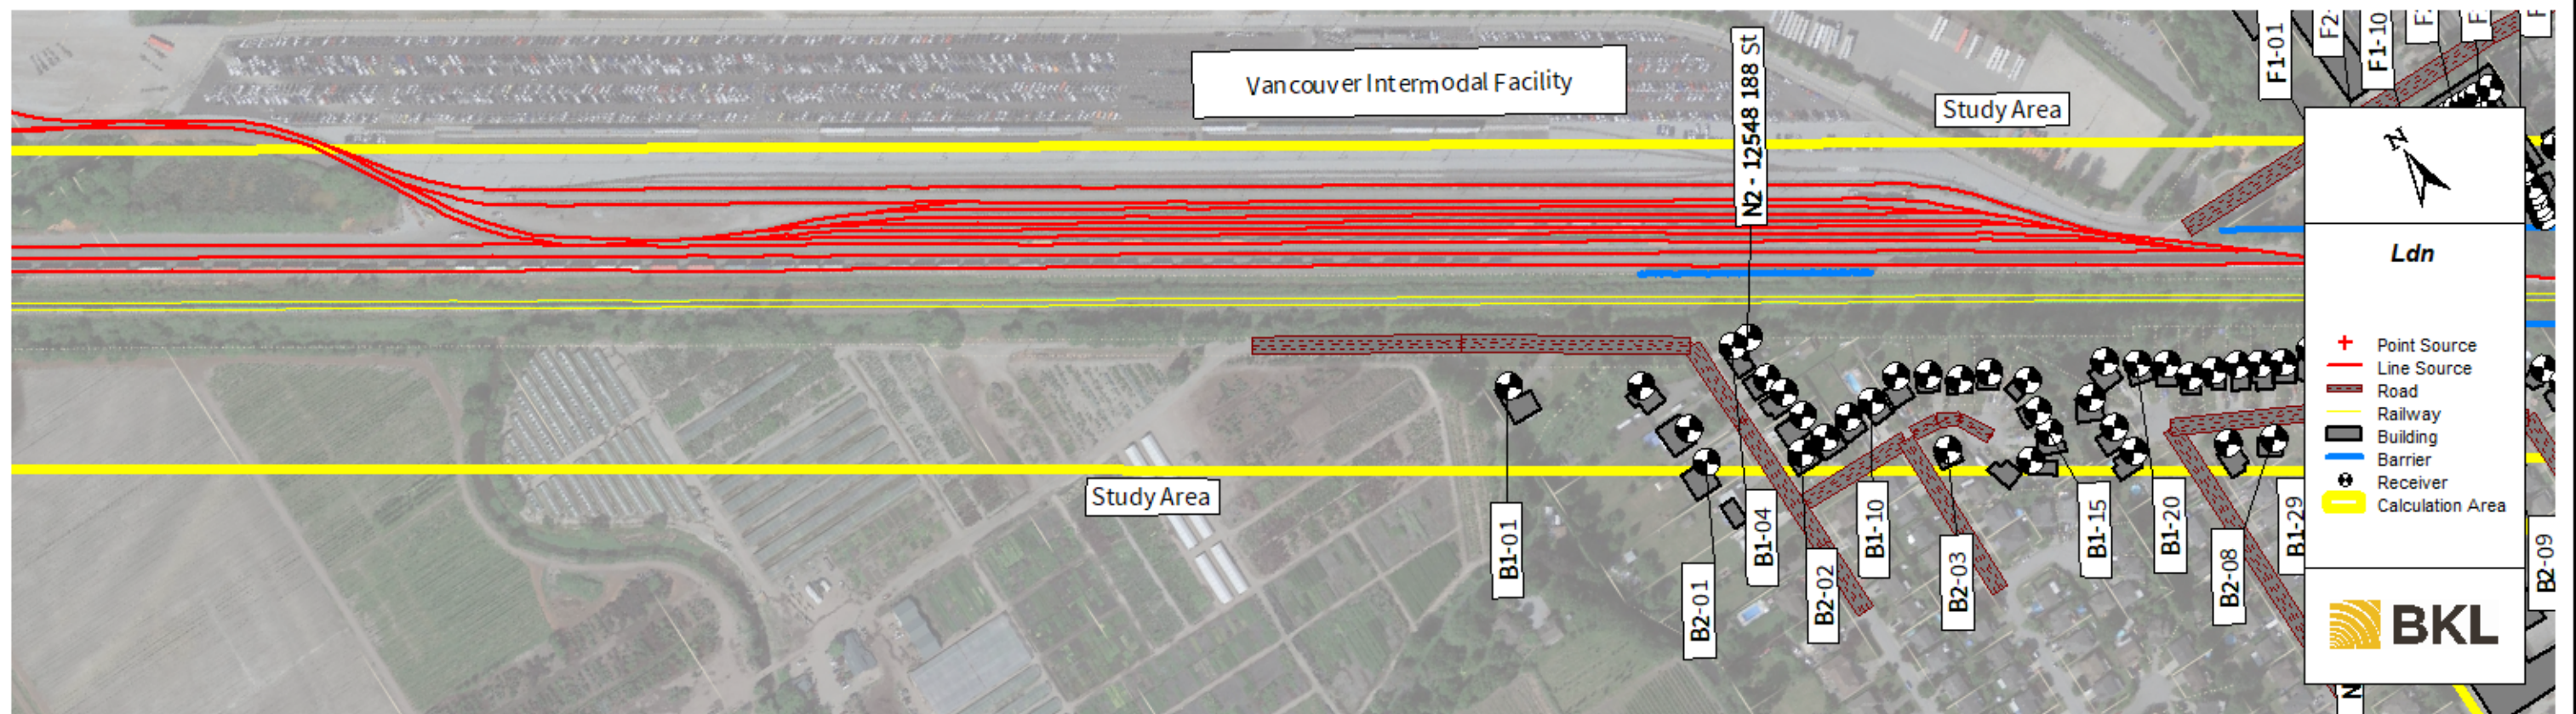 Vancouver Intermodal Facility
N2 - 12548 188 St
Study Area
F1-01
F1-10
N
Ldn
Point Source
Line Source
Road
Railway
Building
Barrier
Receiver
Calculation Area
BKL
Study Area
B1-01
B2-01
B1-04
B2-02
B1-10
B2-03
B1-15
B1-20
B2-08
B1-29
B2-09
N